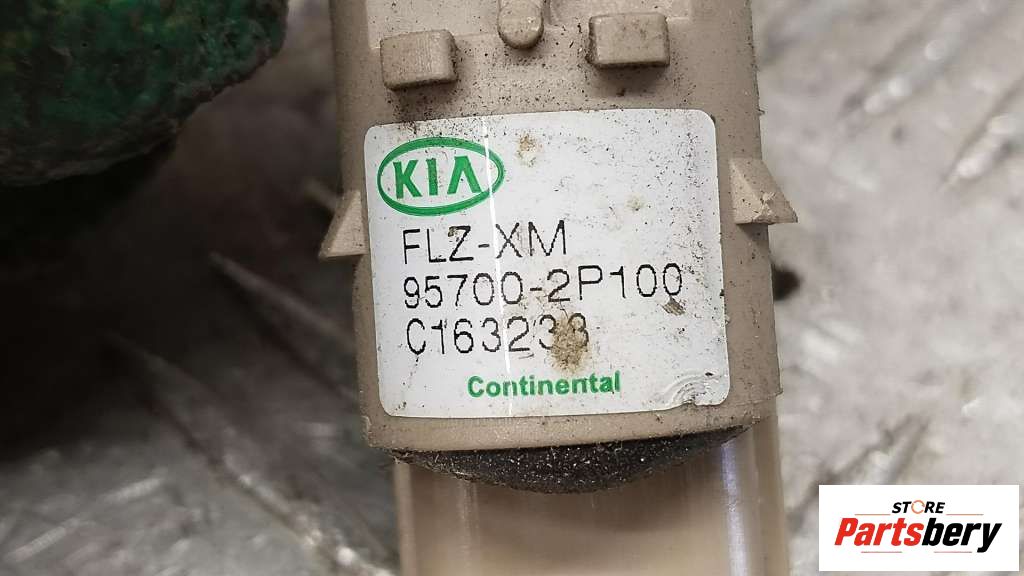 KIA
FLZ-XM
95700-2P100
C163233
Continental
STORE
Partsbery